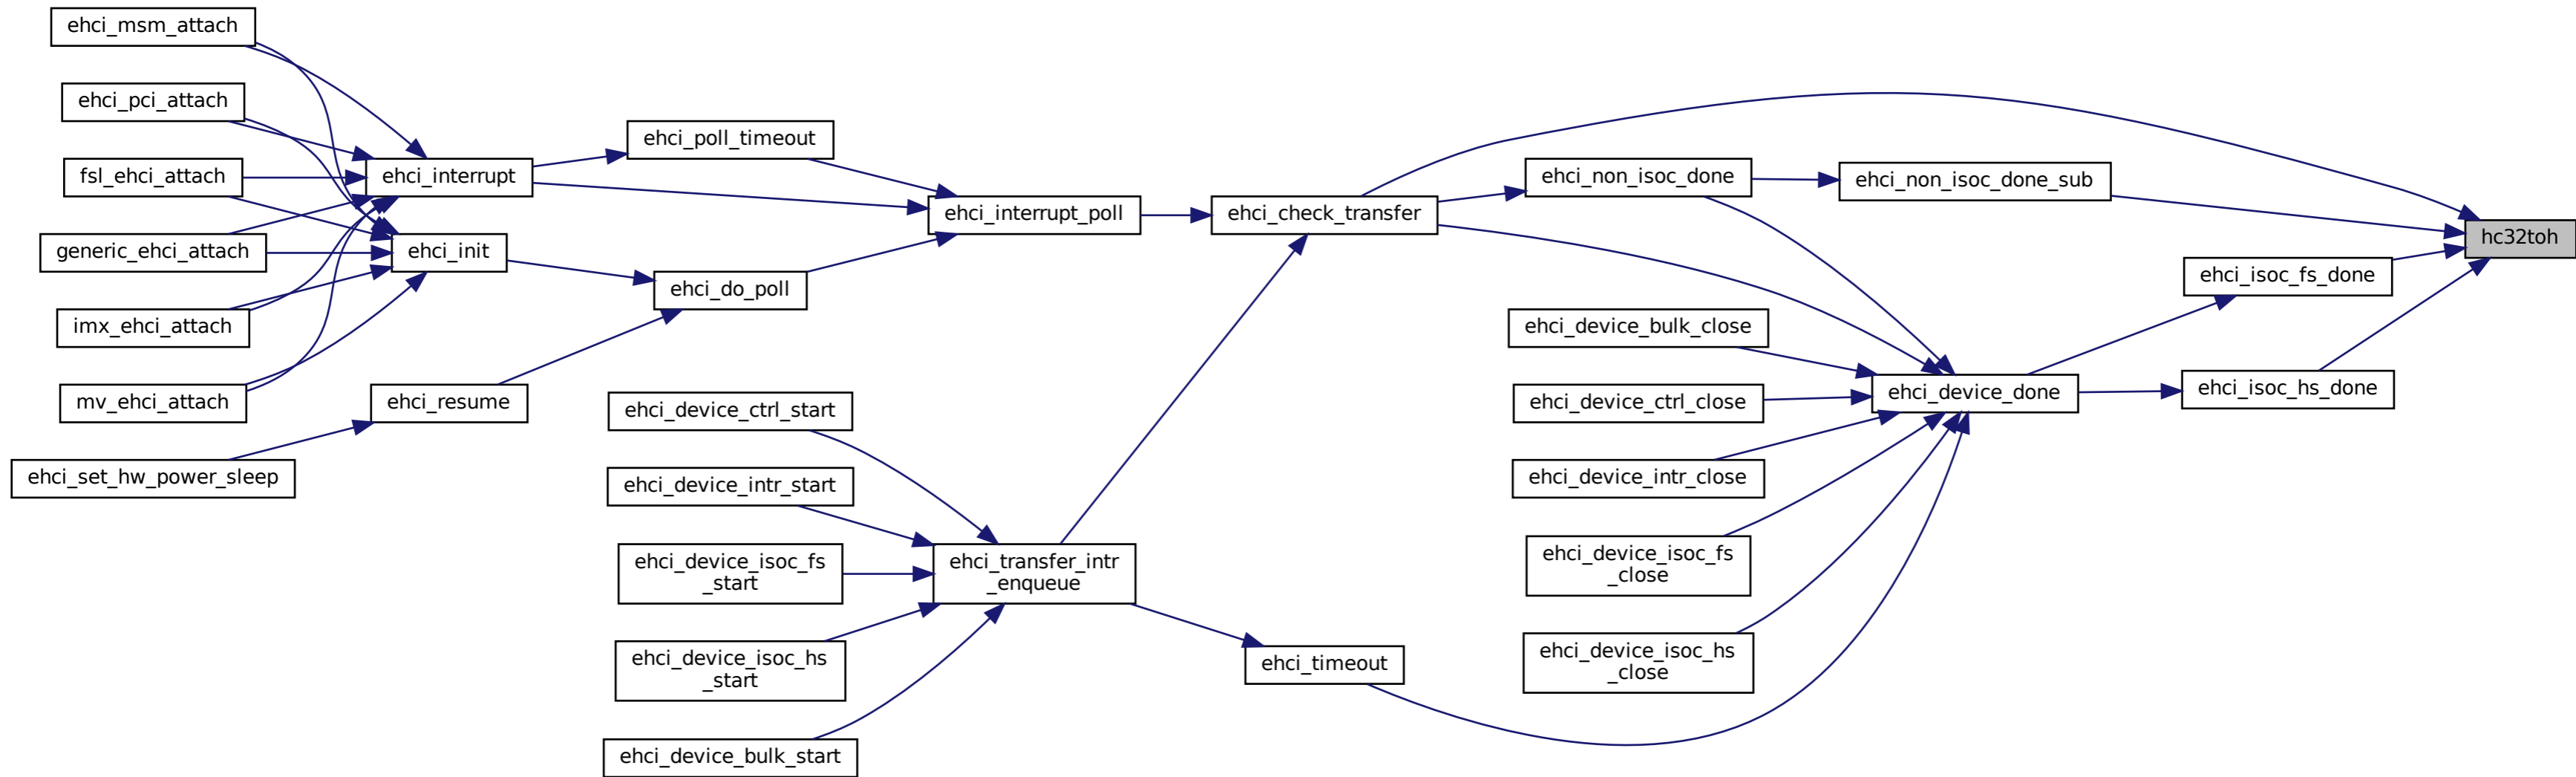 ehci_msm_attach
ehci_pci_attach
fsl_ehci_attach
generic_ehci_attach
imx_ehci_attach
mv_ehci_attach
ehci_set_hw_power_sleep
ehci_interrupt
ehci_init
ehci_resume
ehci_poll_timeout
ehci_do_poll
ehci_device_ctrl_start
ehci_device_intr_start
ehci_device_isoc_fs
_start
ehci_device_isoc_hs
_start
ehci_device_bulk_start
ehci_interrupt_poll
ehci_transfer_intr
_enqueue
ehci_check_transfer
ehci_timeout
ehci_non_isoc_done
ehci_device_bulk_close
ehci_device_ctrl_close
ehci_device_intr_close
ehci_device_isoc_fs
_close
ehci_device_isoc_hs
_close
ehci_non_isoc_done_sub
ehci_device_done
ehci_isoc_fs_done
ehci_isoc_hs_done
hc32toh